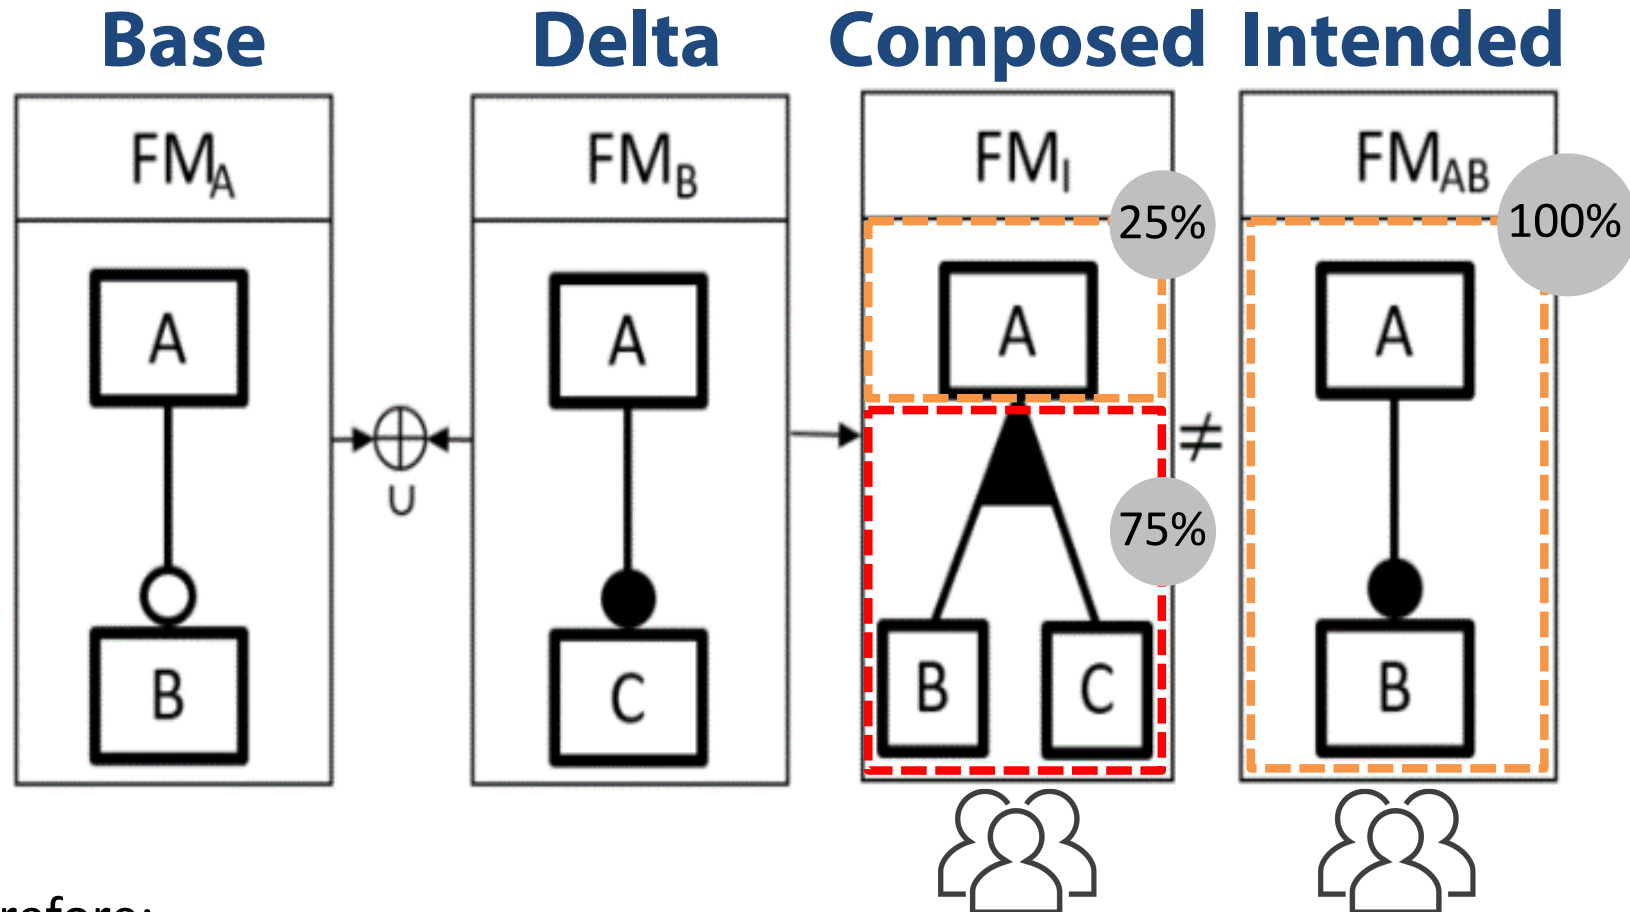 Base Delta Composed Intended
FMA FMB FMI FMAB
25% 100%
A A A A
∪ ≠
75%
B C B C B